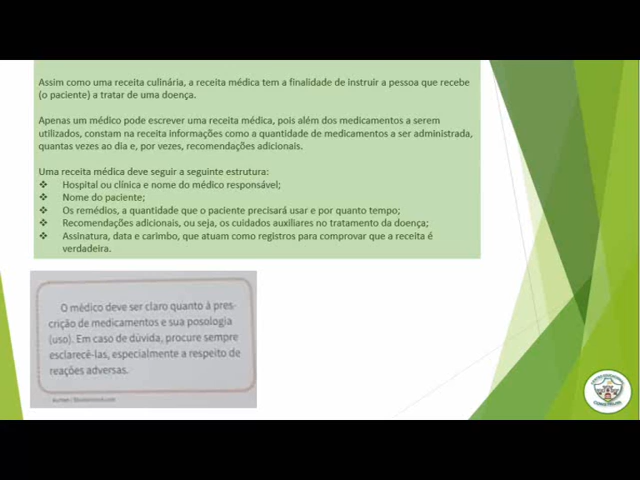 Assim como uma receita culinária, a receita médica tem a finalidade de instruir a pessoa que recebe
(o paciente) a tratar de uma doença.
Apenas um médico pode escrever uma receita médica, pois além dos medicamentos a serem
utilizados, constam na receita informações como a quantidade de medicamentos a ser administrada,
quantas vezes ao dia e, por vezes, recomendações adicionais.
Uma receita médica deve seguir a seguinte estrutura:
❖ Hospital ou clínica e nome do médico responsável;
❖ Nome do paciente;
❖ Os remédios, a quantidade que o paciente precisará usar e por quanto tempo;
❖ Recomendações adicionais, ou seja, os cuidados auxiliares no tratamento da doença;
❖ Assinatura, data e carimbo, que atuam como registros para comprovar que a receita é
verdadeira.
O médico deve ser claro quanto à pres-
crição de medicamentos e sua posologia
(uso). Em caso de dúvida, procure sempre
esclarecê-las, especialmente a respeito de
reações adversas.